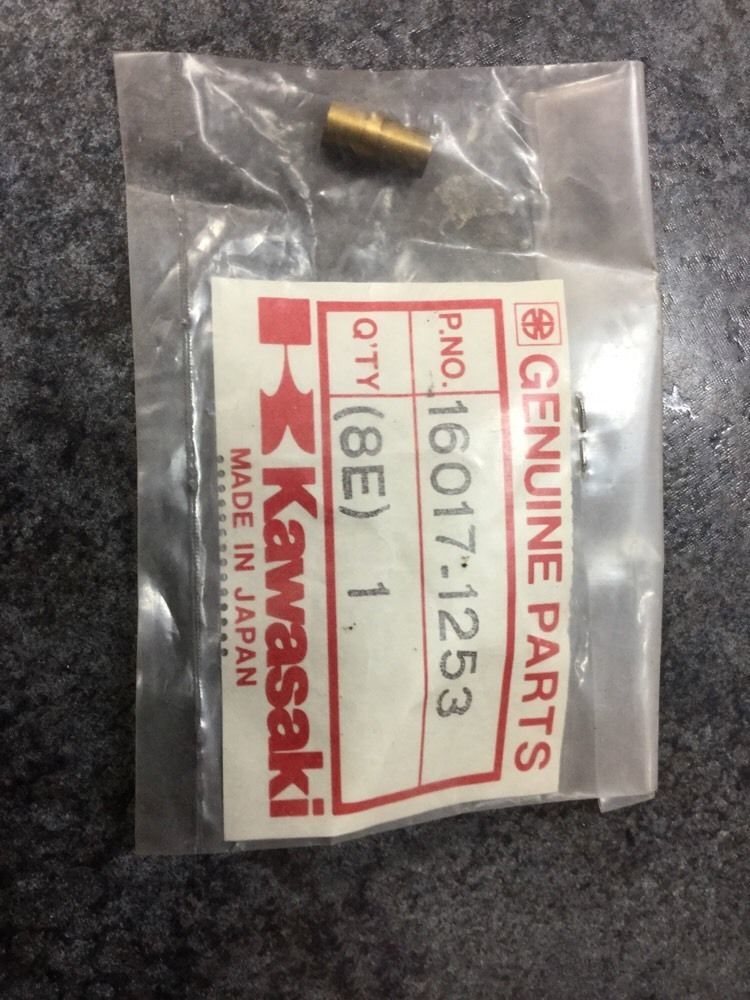 GENUINE PARTS
P.NO. 16017-1253
Q'TY (8E) 1
Kawasaki
MADE IN JAPAN